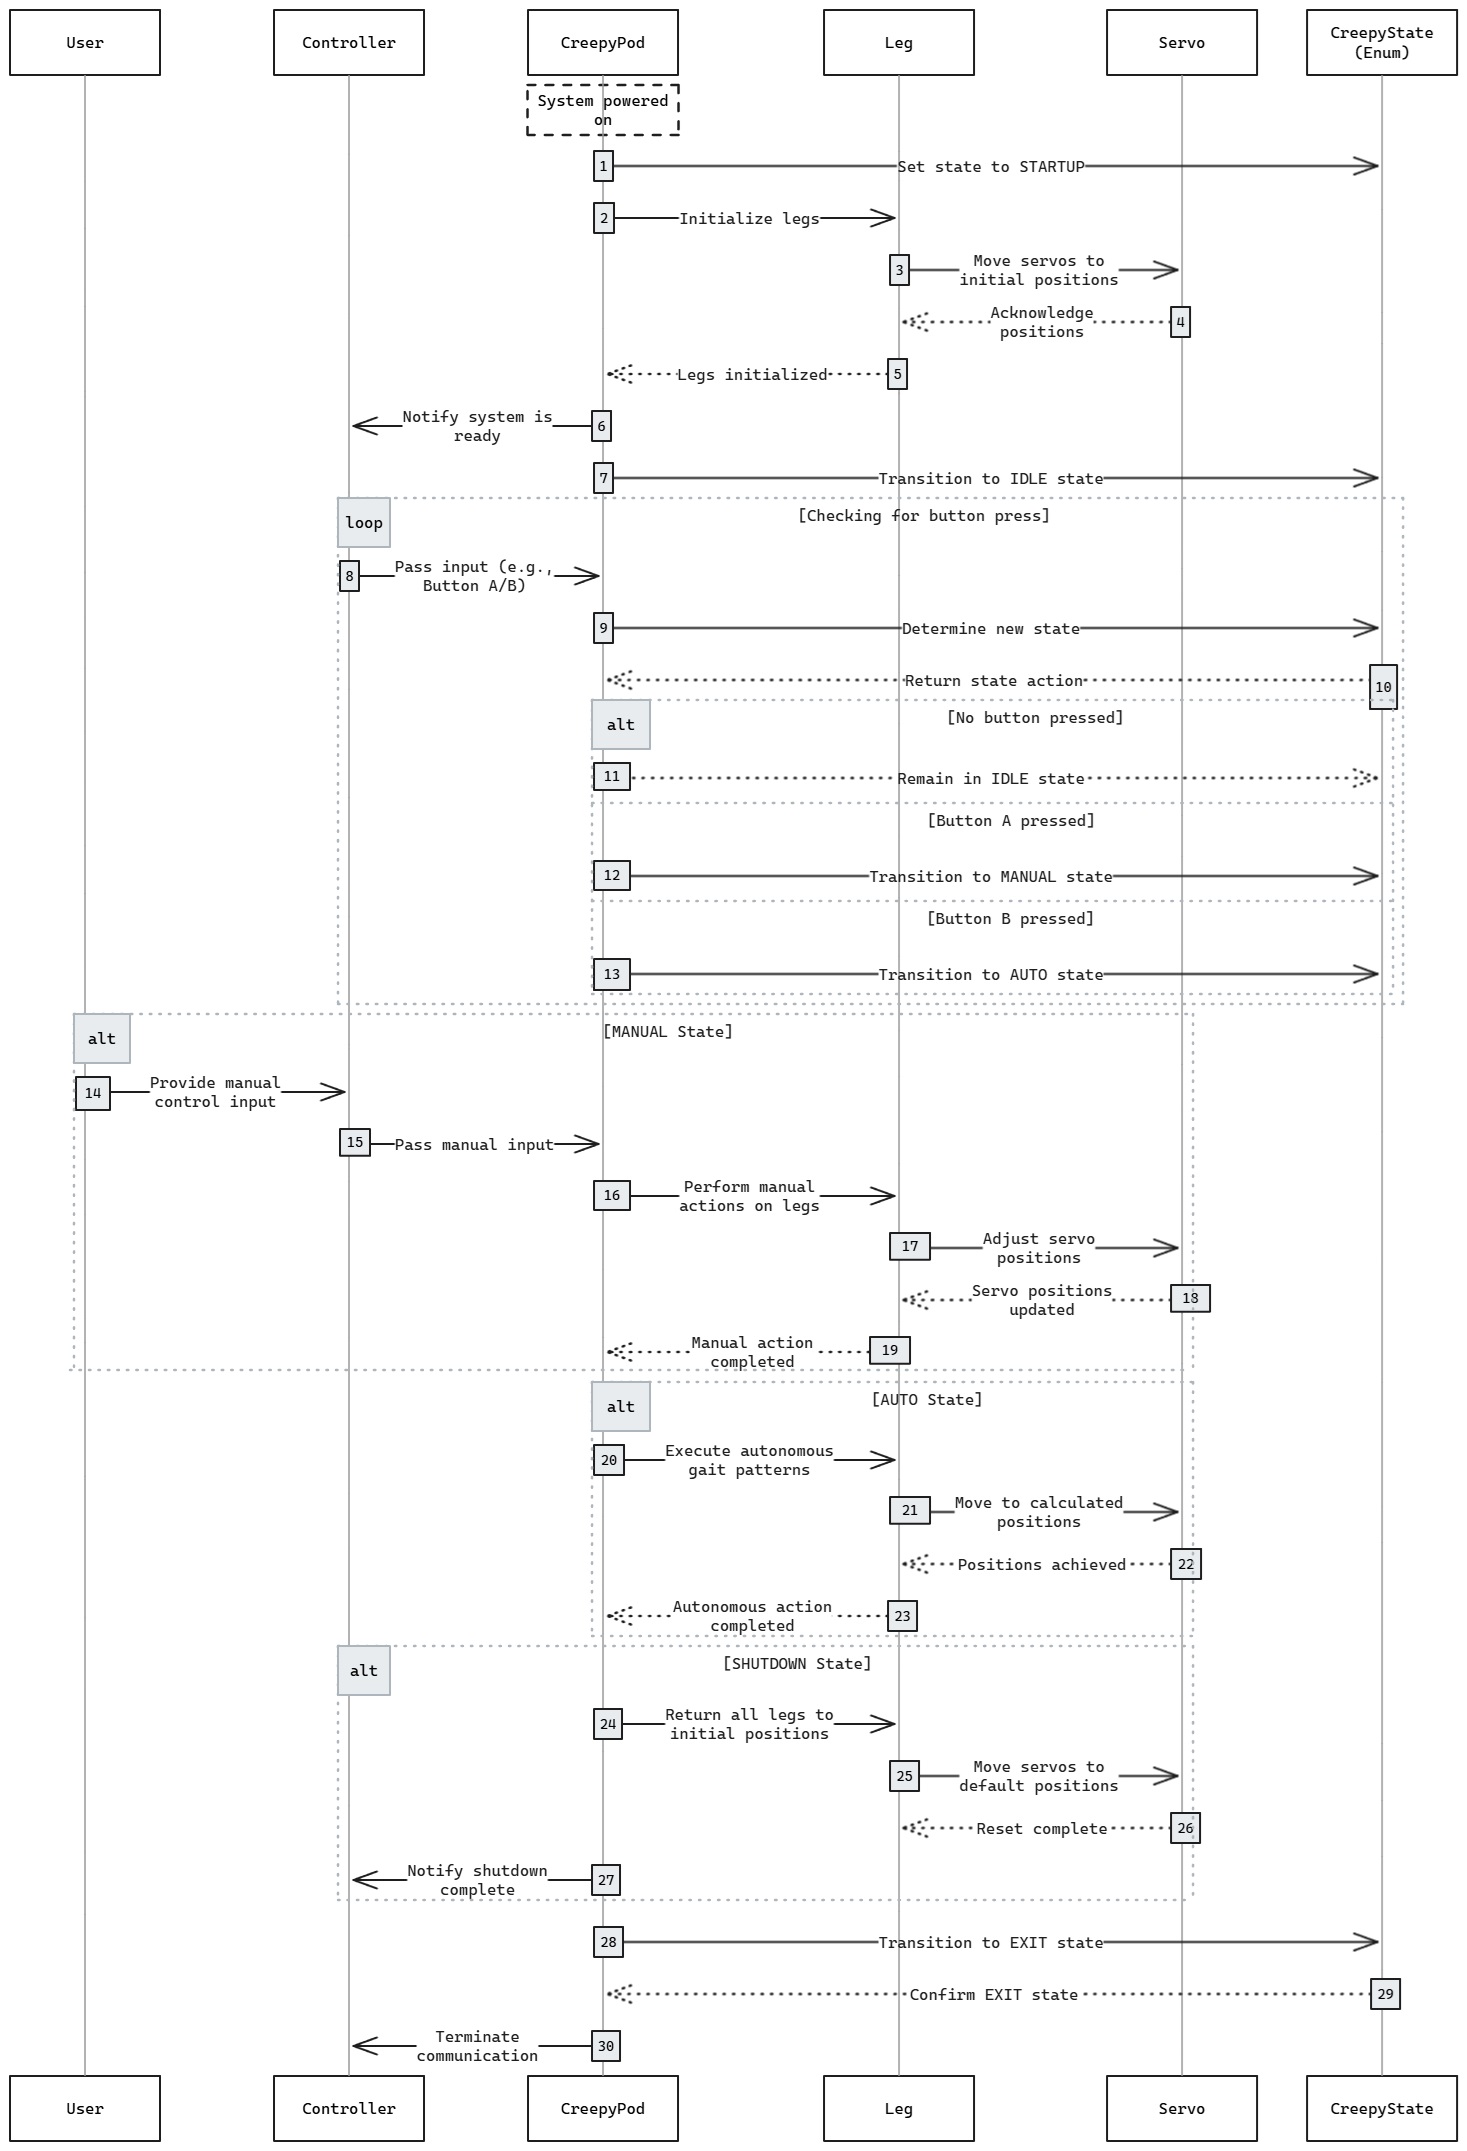 User
Controller
CreepyPod
Leg
Servo
CreepyState
(Enum)
System powered
on
1
Set state to STARTUP
2
Initialize legs
3
Move servos to
initial positions
Acknowledge
positions
4
Legs initialized
5
Notify system is
ready
6
7
Transition to IDLE state
loop
[Checking for button press]
8
Pass input (e.g.,
Button A/B)
9
Determine new state
Return state action
10
alt
[No button pressed]
11
Remain in IDLE state
[Button A pressed]
12
Transition to MANUAL state
[Button B pressed]
13
Transition to AUTO state
alt
[MANUAL State]
14
Provide manual
control input
15
Pass manual input
16
Perform manual
actions on legs
17
Adjust servo
positions
Servo positions
updated
18
Manual action
completed
19
alt
[AUTO State]
20
Execute autonomous
gait patterns
21
Move to calculated
positions
Positions achieved
22
Autonomous action
completed
23
alt
[SHUTDOWN State]
24
Return all legs to
initial positions
25
Move servos to
default positions
Reset complete
26
Notify shutdown
complete
27
28
Transition to EXIT state
Confirm EXIT state
29
Terminate
communication
30
User
Controller
CreepyPod
Leg
Servo
CreepyState